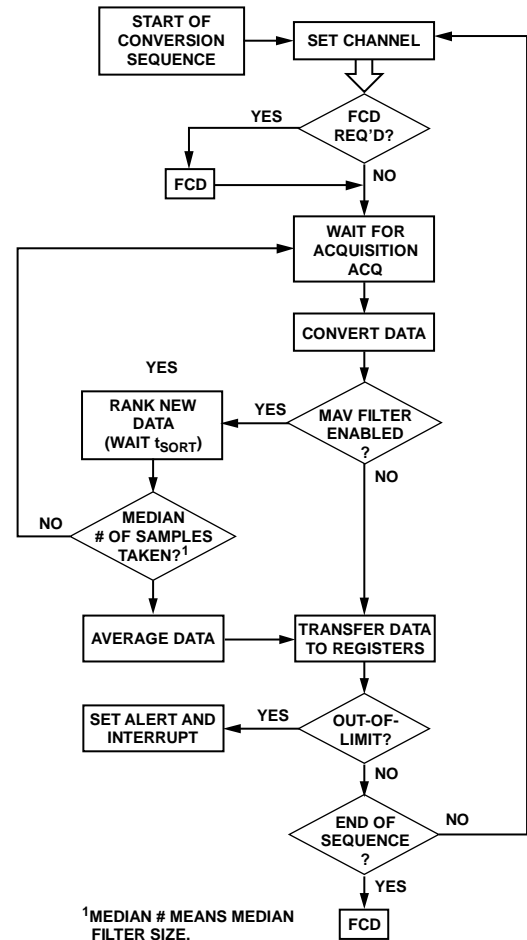 START OF
CONVERSION
SEQUENCE
SET CHANNEL
YES
FCD
REQ'D?
FCD
NO
WAIT FOR
ACQUISITION
ACQ
CONVERT DATA
YES
RANK NEW
DATA
(WAIT tSORT)
YES
MAV FILTER
ENABLED
?
NO
NO
MEDIAN
# OF SAMPLES
TAKEN?1
AVERAGE DATA
TRANSFER DATA
TO REGISTERS
SET ALERT AND
INTERRUPT
YES
OUT-OF-
LIMIT?
NO
END OF
SEQUENCE
?
NO
YES
FCD
1MEDIAN # MEANS MEDIAN
FILTER SIZE.